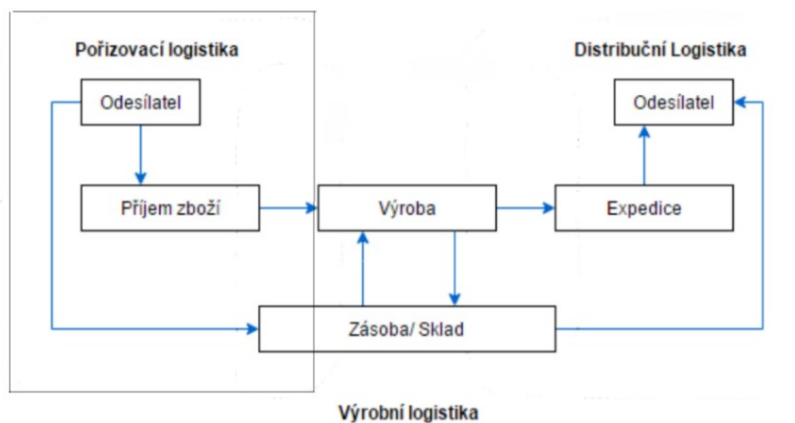 Pořizovací logistika
Distribuční Logistika
Odesílatel
Odesílatel
Příjem zboží
Výroba
Expedice
Zásoba/ Sklad
Výrobní logistika